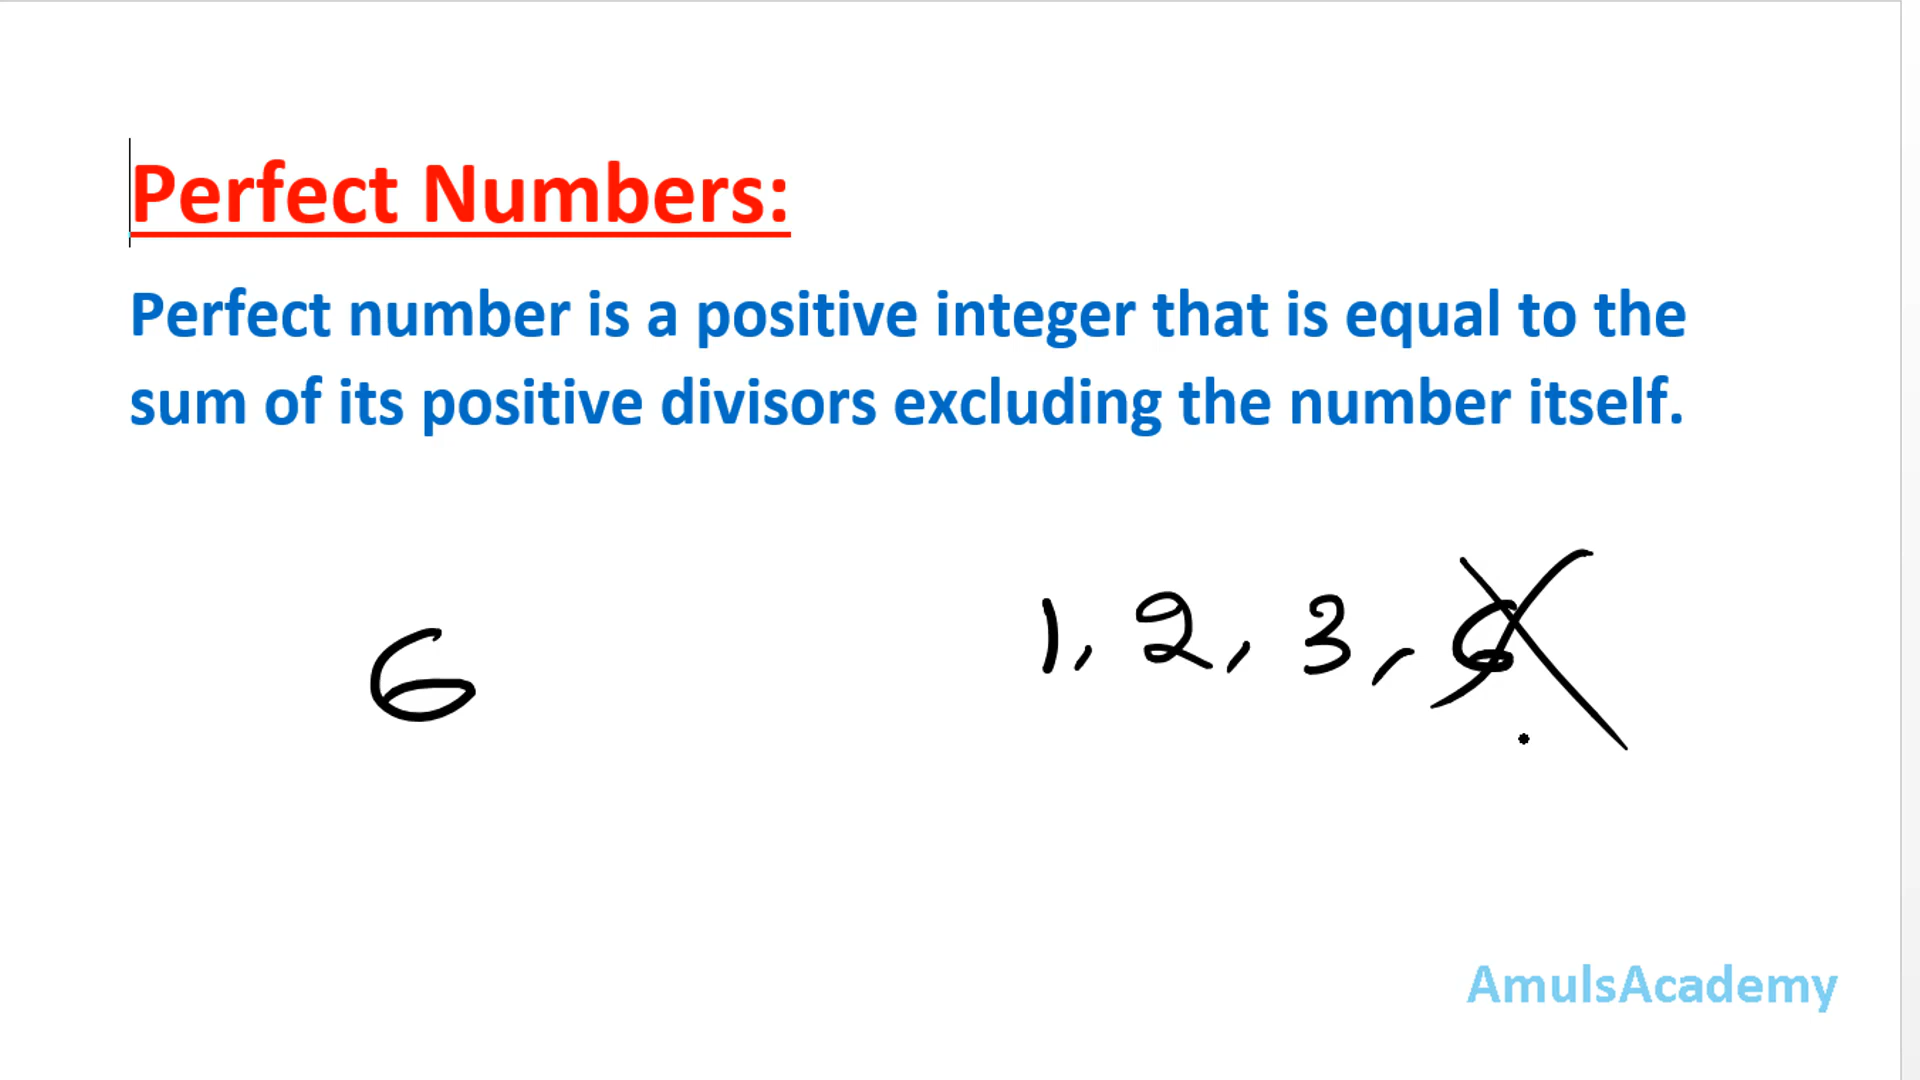 Perfect Numbers:
Perfect number is a positive integer that is equal to the
sum of its positive divisors excluding the number itself.
6
1, 2, 3, 6
AmulsAcademy